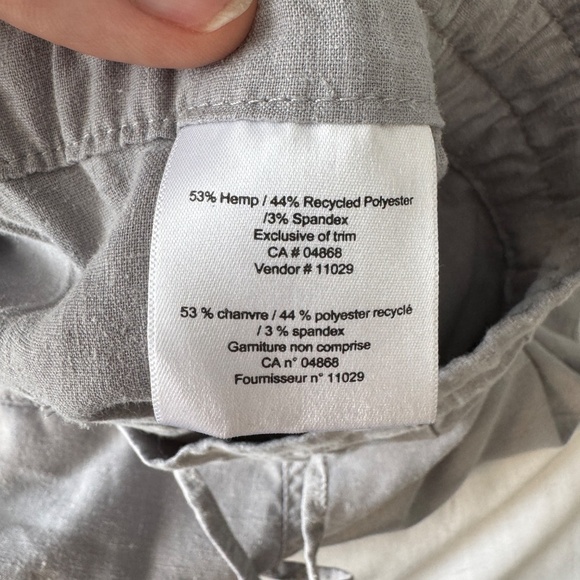 53% Hemp / 44% Recycled Polyester
/3% Spandex
Exclusive of trim
CA # 04868
Vendor # 11029
53 % chanvre / 44 % polyester recyclé
/ 3 % spandex
Garniture non comprise
CA n° 04868
Fournisseur n° 11029